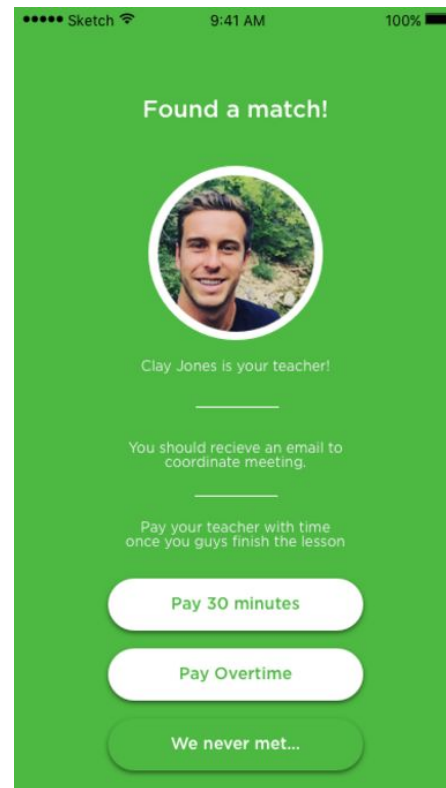 Sketch 9:41 AM 100%
Found a match!
Clay Jones is your teacher!
You should recieve an email to
coordinate meeting.
Pay your teacher with time
once you guys finish the lesson
Pay 30 minutes
Pay Overtime
We never met...